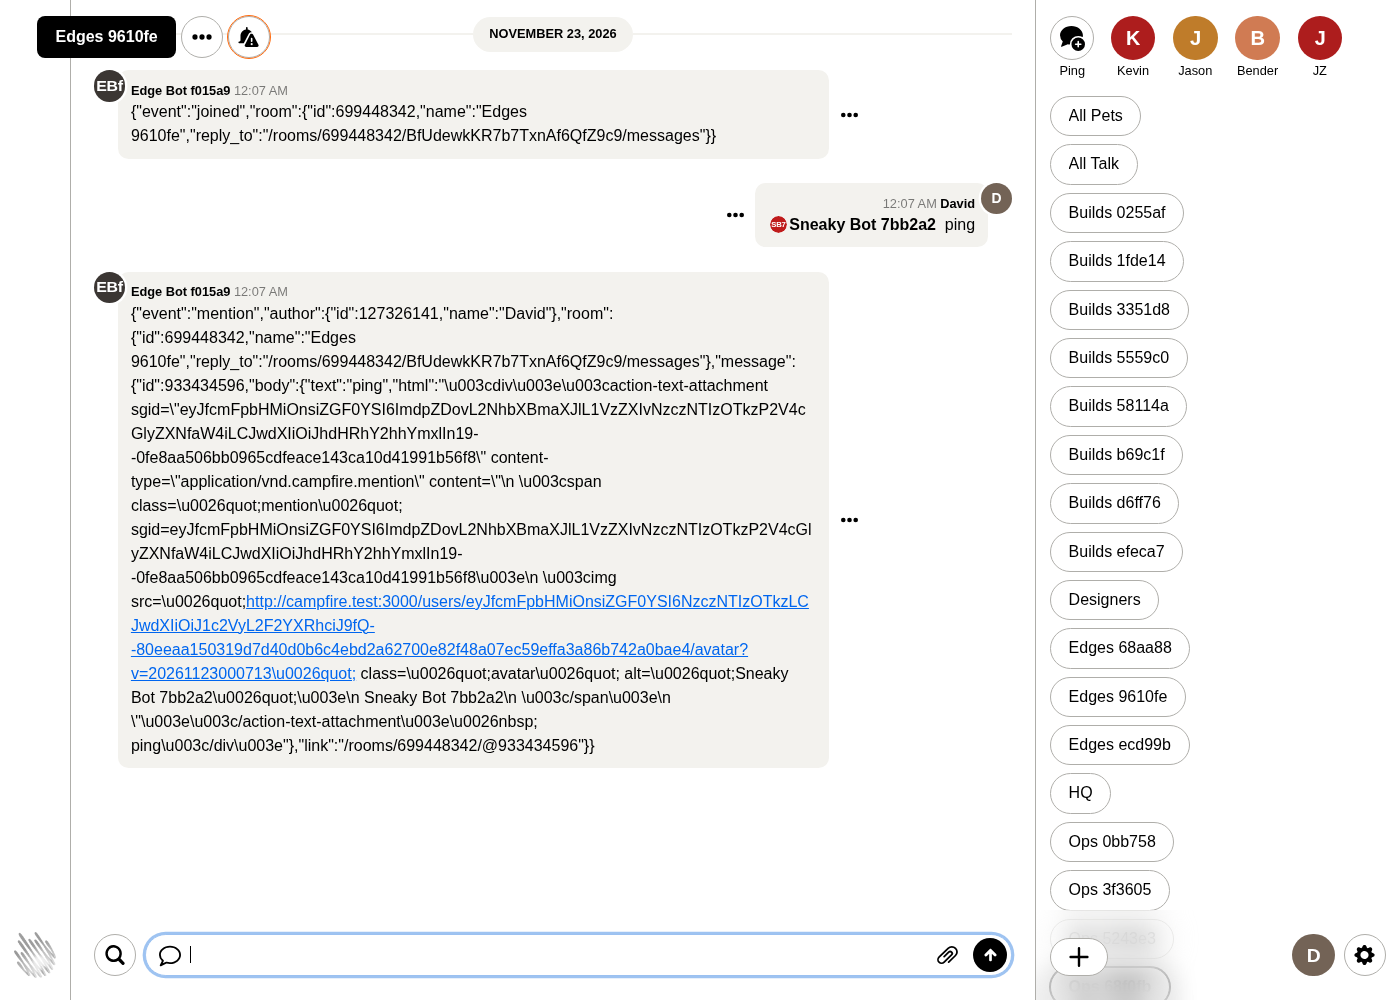 Edges 9610fe
NOVEMBER 23, 2026
EBf
Edge Bot f015a9 12:07 AM
{"event":"joined","room":{"id":699448342,"name":"Edges
9610fe","reply_to":"/rooms/699448342/BfUdewkKR7b7TxnAf6QfZ9c9/messages"}}
12:07 AM David
D
SB7 Sneaky Bot 7bb2a2 ping
EBf
Edge Bot f015a9 12:07 AM
{"event":"mention","author":{"id":127326141,"name":"David"},"room":
{"id":699448342,"name":"Edges
9610fe","reply_to":"/rooms/699448342/BfUdewkKR7b7TxnAf6QfZ9c9/messages"},"message":
{"id":933434596,"body":{"text":"ping","html":"\u003cdiv\u003e\u003caction-text-attachment
sgid=\"eyJfcmFpbHMiOnsiZGF0YSI6ImdpZDovL2NhbXBmaXJlL1VzZXIvNzczNTIzOTkzP2V4c
GlyZXNfaW4iLCJwdXIiOiJhdHRhY2hhYmxlIn19-
-0fe8aa506bb0965cdfeace143ca10d41991b56f8\" content-
type=\"application/vnd.campfire.mention\" content=\"\n \u003cspan
class=\u0026quot;mention\u0026quot;
sgid=eyJfcmFpbHMiOnsiZGF0YSI6ImdpZDovL2NhbXBmaXJlL1VzZXIvNzczNTIzOTkzP2V4cGl
yZXNfaW4iLCJwdXIiOiJhdHRhY2hhYmxlIn19-
-0fe8aa506bb0965cdfeace143ca10d41991b56f8\u003e\n \u003cimg
src=\u0026quot;http://campfire.test:3000/users/eyJfcmFpbHMiOnsiZGF0YSI6NzczNTIzOTkzLC
JwdXIiOiJ1c2VyL2F2YXRhciJ9fQ-
-80eeaa150319d7d40d0b6c4ebd2a62700e82f48a07ec59effa3a86b742a0bae4/avatar?
v=20261123000713\u0026quot; class=\u0026quot;avatar\u0026quot; alt=\u0026quot;Sneaky
Bot 7bb2a2\u0026quot;\u003e\n Sneaky Bot 7bb2a2\n \u003c/span\u003e\n
\"\u003e\u003c/action-text-attachment\u003e\u0026nbsp;
ping\u003c/div\u003e"},"link":"/rooms/699448342/@933434596"}}
K J B J
Ping Kevin Jason Bender JZ
All Pets
All Talk
Builds 0255af
Builds 1fde14
Builds 3351d8
Builds 5559c0
Builds 58114a
Builds b69c1f
Builds d6ff76
Builds efeca7
Designers
Edges 68aa88
Edges 9610fe
Edges ecd99b
HQ
Ops 0bb758
Ops 3f3605
Ops 5243e3
D